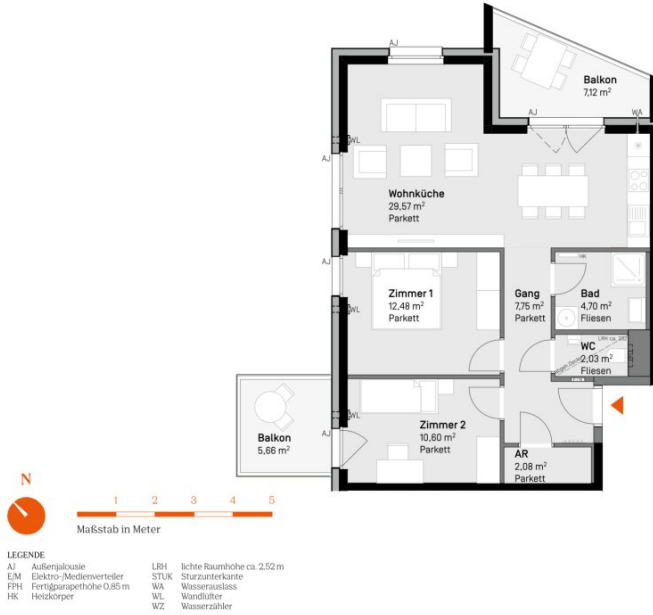 AJ
Balkon
7,12 m²
AJ
WA
WL
AJ
Wohnküche
29,57 m²
Parkett
AJ
HK
Zimmer 1
12,48 m²
Parkett
Gang
7,75 m²
Parkett
Bad
4,70 m²
Fliesen
WL
LRH ca.
WC
2,03 m²
Fliesen
WL
Zimmer 2
10,60 m²
Parkett
AJ
Balkon
5,66 m²
AR
2,08 m²
Parkett
N
1 2 3 4 5
Maßstab in Meter
LEGENDE
AJ Außenjalousie
E/M Elektro-/Medienverteiler
FPH Fertigparapethöhe 0,85 m
HK Heizkörper
LRH lichte Raumhöhe ca. 2,52 m
STUK Sturzunterkante
WA Wasserauslass
WL Wandlüfter
WZ Wasserzähler